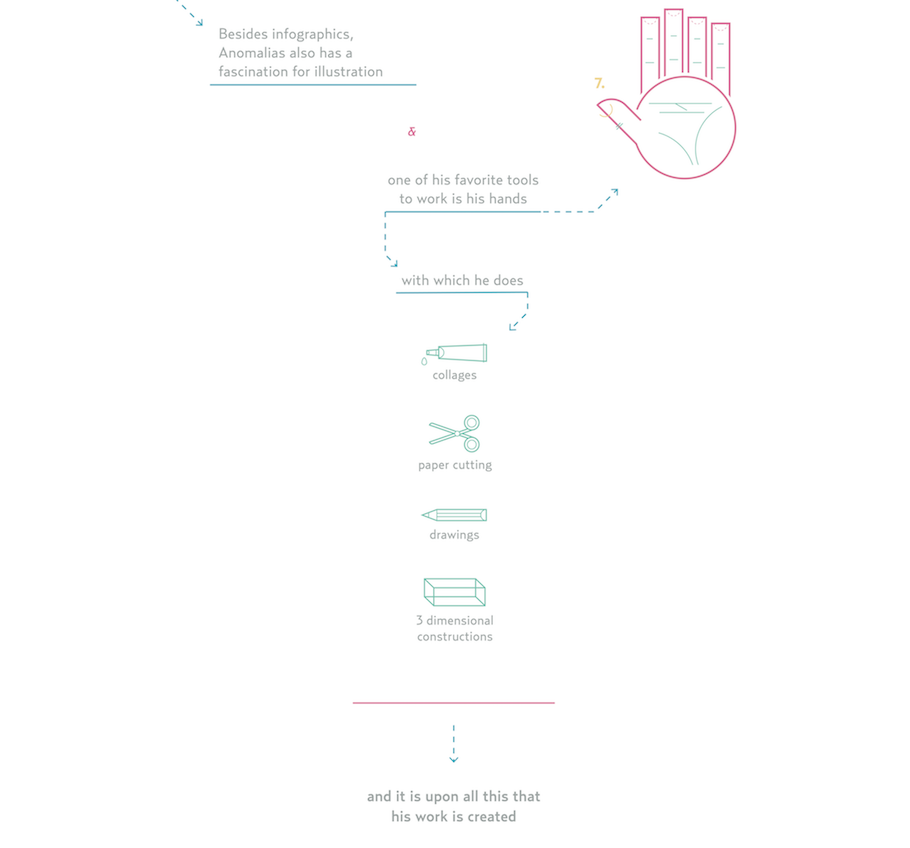 Besides infographics,
Anomalias also has a
fascination for illustration
7.
&
one of his favorite tools
to work is his hands
with which he does
collages
paper cutting
drawings
3 dimensional
constructions
and it is upon all this that
his work is created